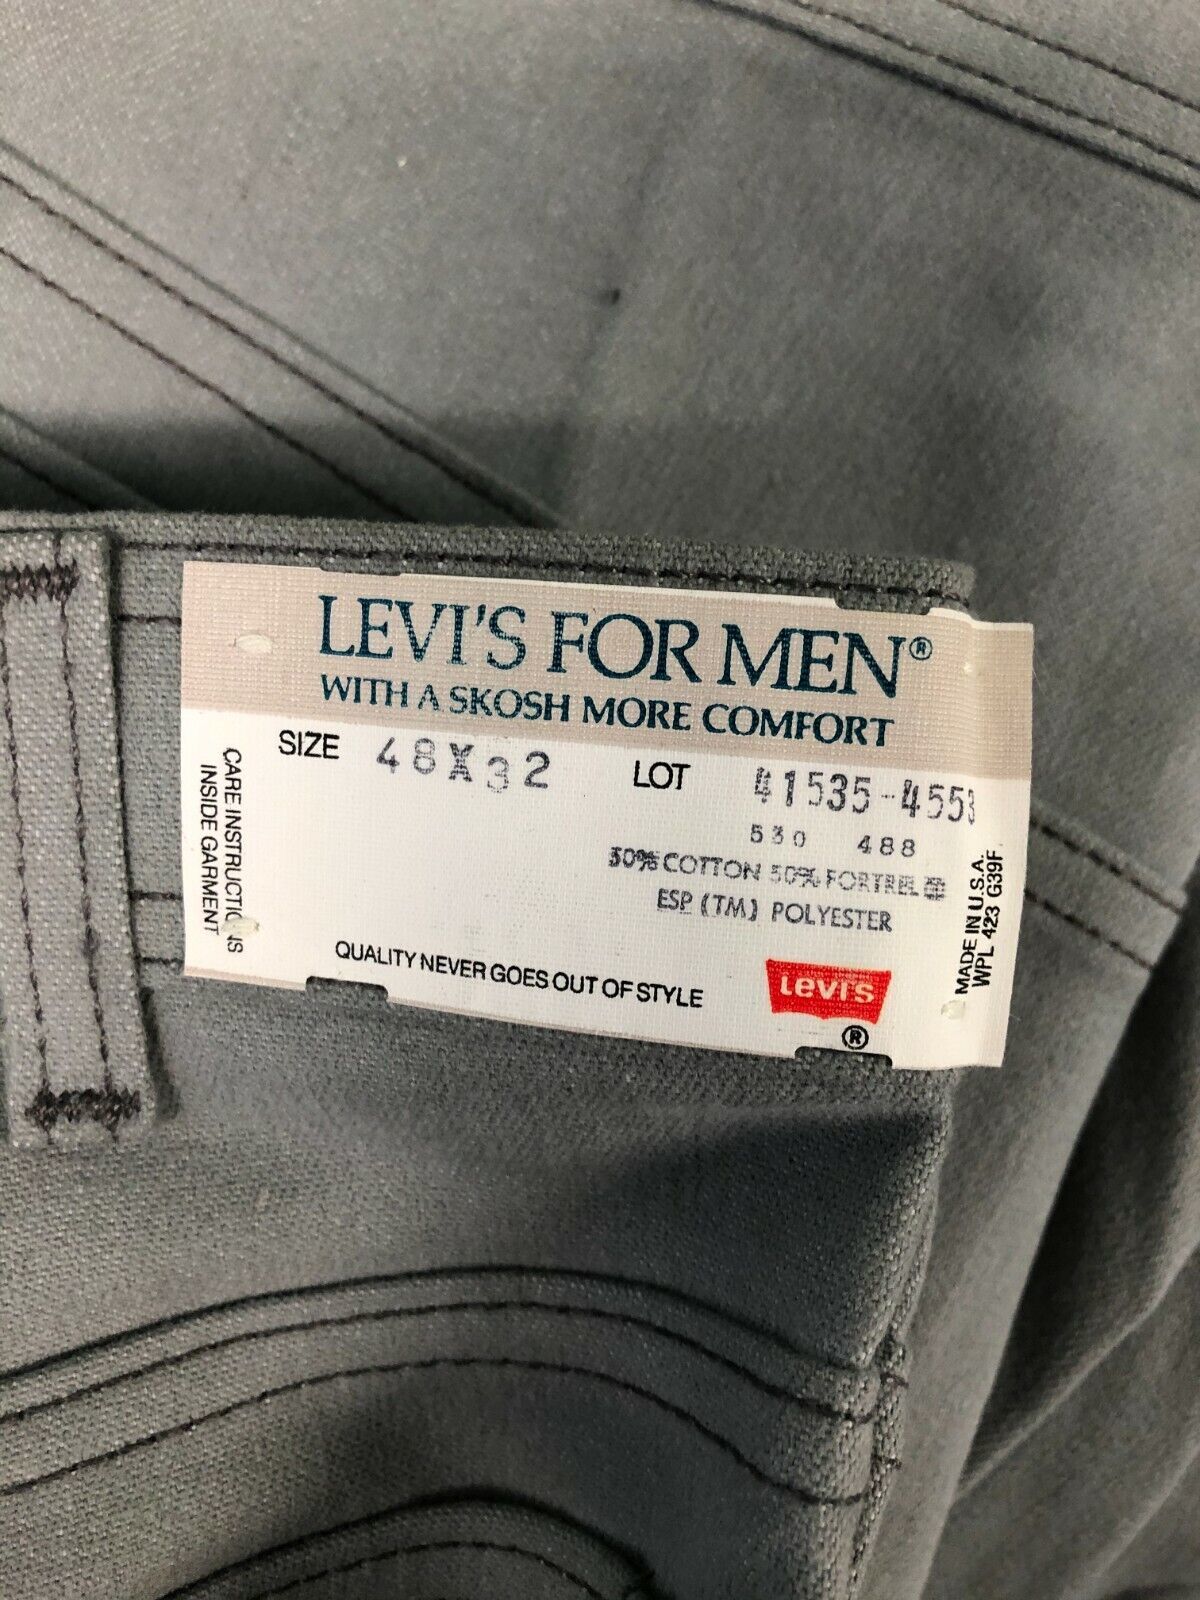 LEVI'S FOR MEN®
WITH A SKOSH MORE COMFORT
SIZE 48X32 LOT 41535-4553
530 488
50% COTTON 50% FORTREL
ESP (TM) POLYESTER
CARE INSTRUCTIONS
INSIDE GARMENT
MADE IN U.S.A.
WPL 423 G39F
QUALITY NEVER GOES OUT OF STYLE
Levi's
®